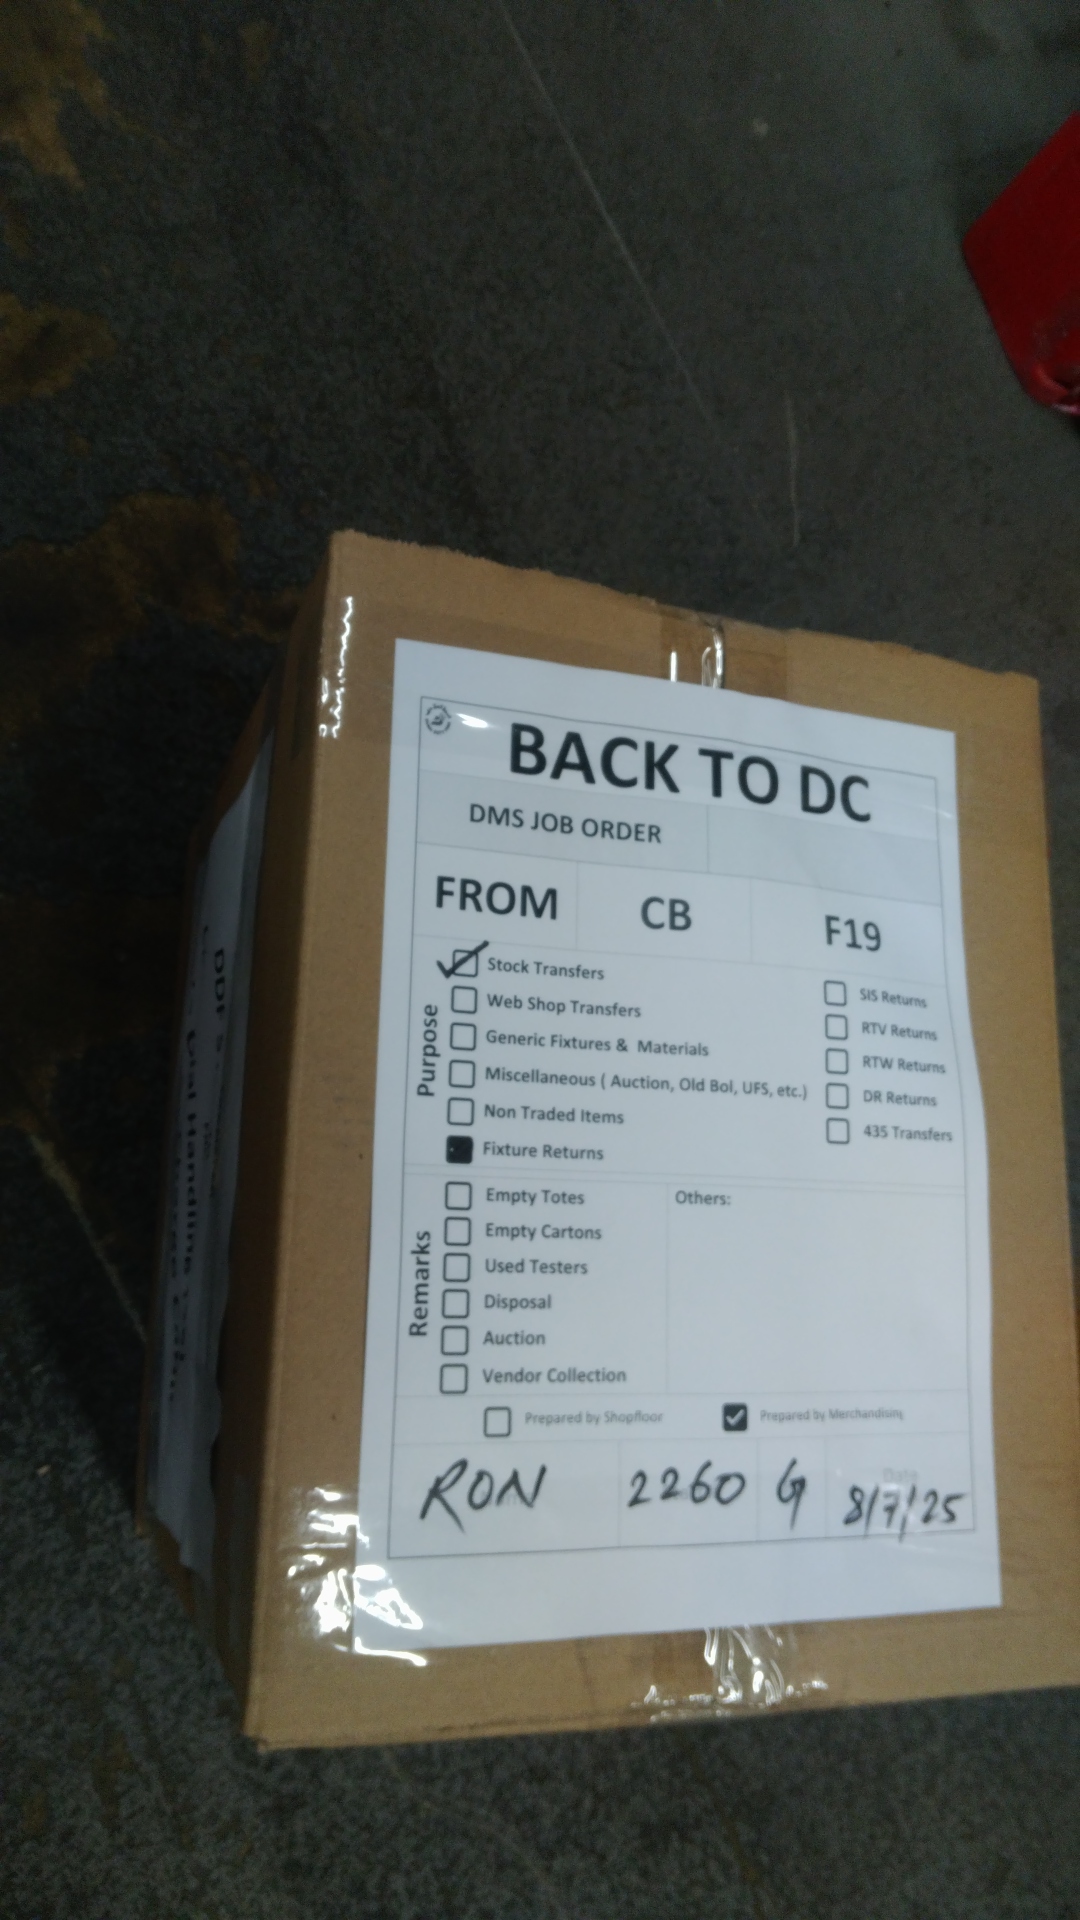 BACK TO DC
DMS JOB ORDER
FROM CB F19
Purpose
Stock Transfers
Web Shop Transfers
Generic Fixtures & Materials
Miscellaneous ( Auction, Old Bol, UFS, etc.)
Non Traded Items
Fixture Returns
SIS Returns
RTV Returns
RTW Returns
DR Returns
435 Transfers
Remarks
Empty Totes
Empty Cartons
Used Testers
Disposal
Auction
Vendor Collection
Others:
Prepared by Shopfloor
Prepared by Merchandising
Date
RON 2260 G 8/7/25